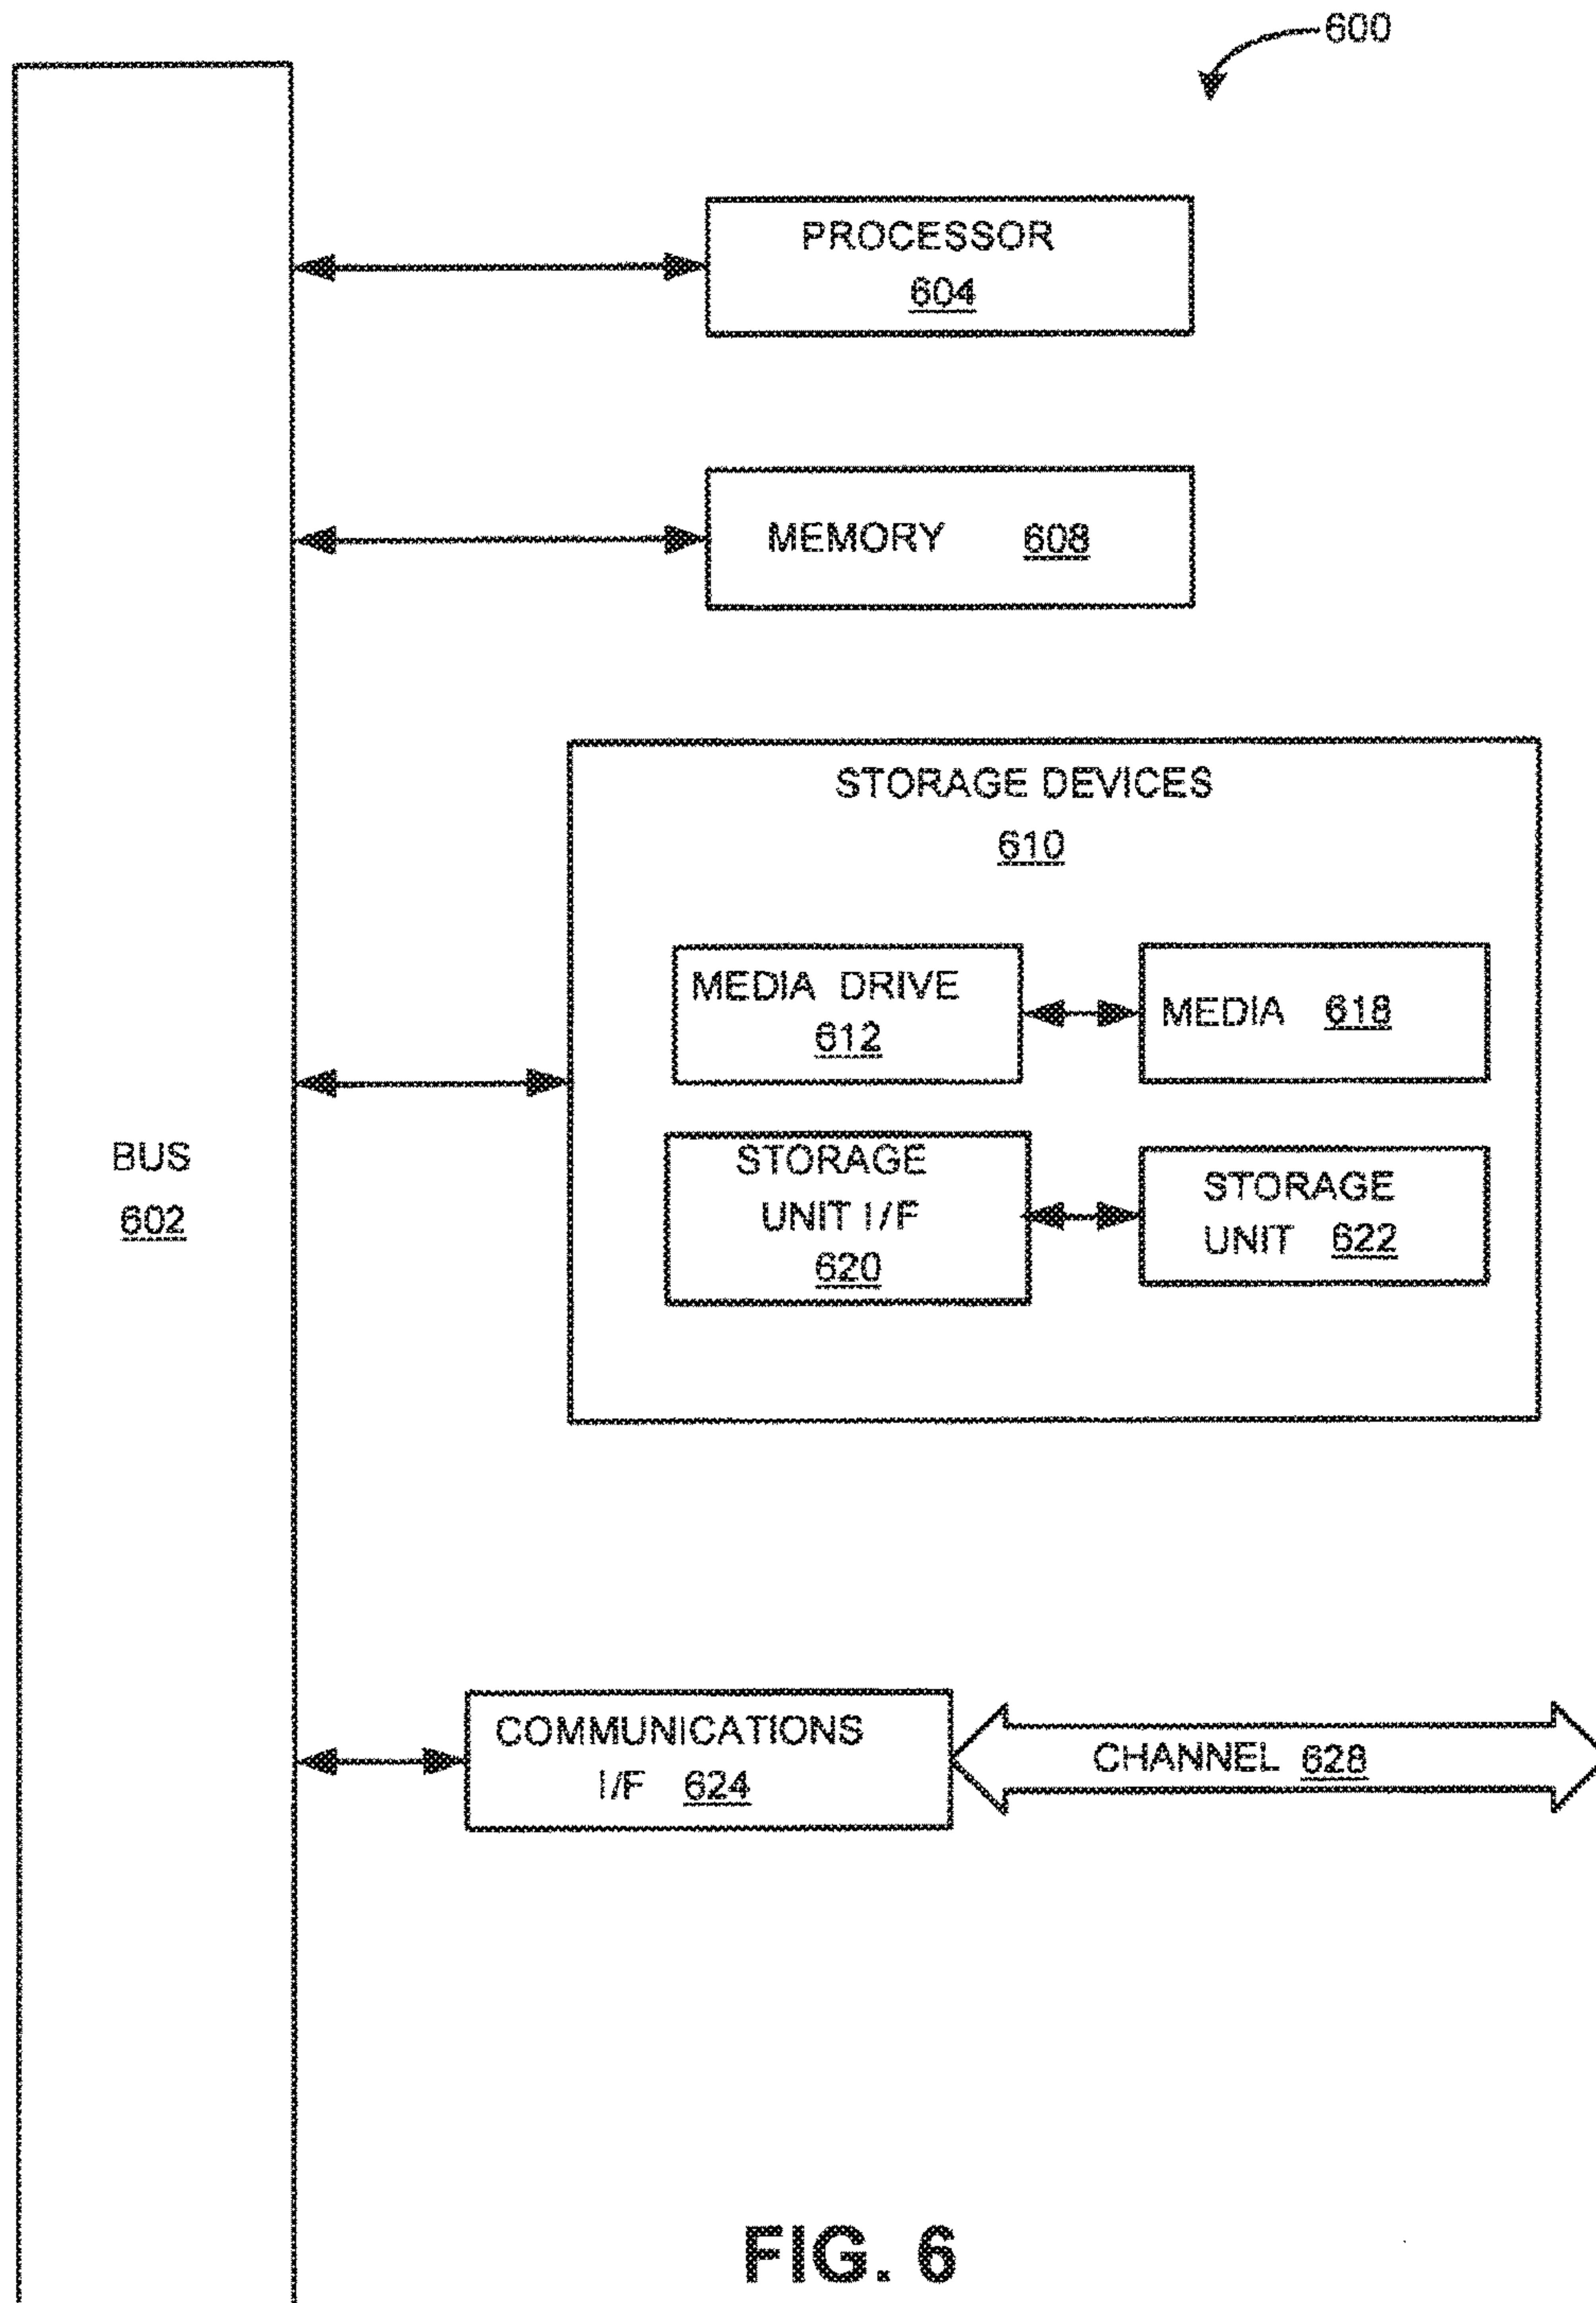 600
PROCESSOR
604
MEMORY 608
STORAGE DEVICES
610
MEDIA DRIVE
612
MEDIA 618
STORAGE
UNIT I/F
620
STORAGE
UNIT 622
BUS
602
COMMUNICATIONS
I/F 624
CHANNEL 628
FIG. 6